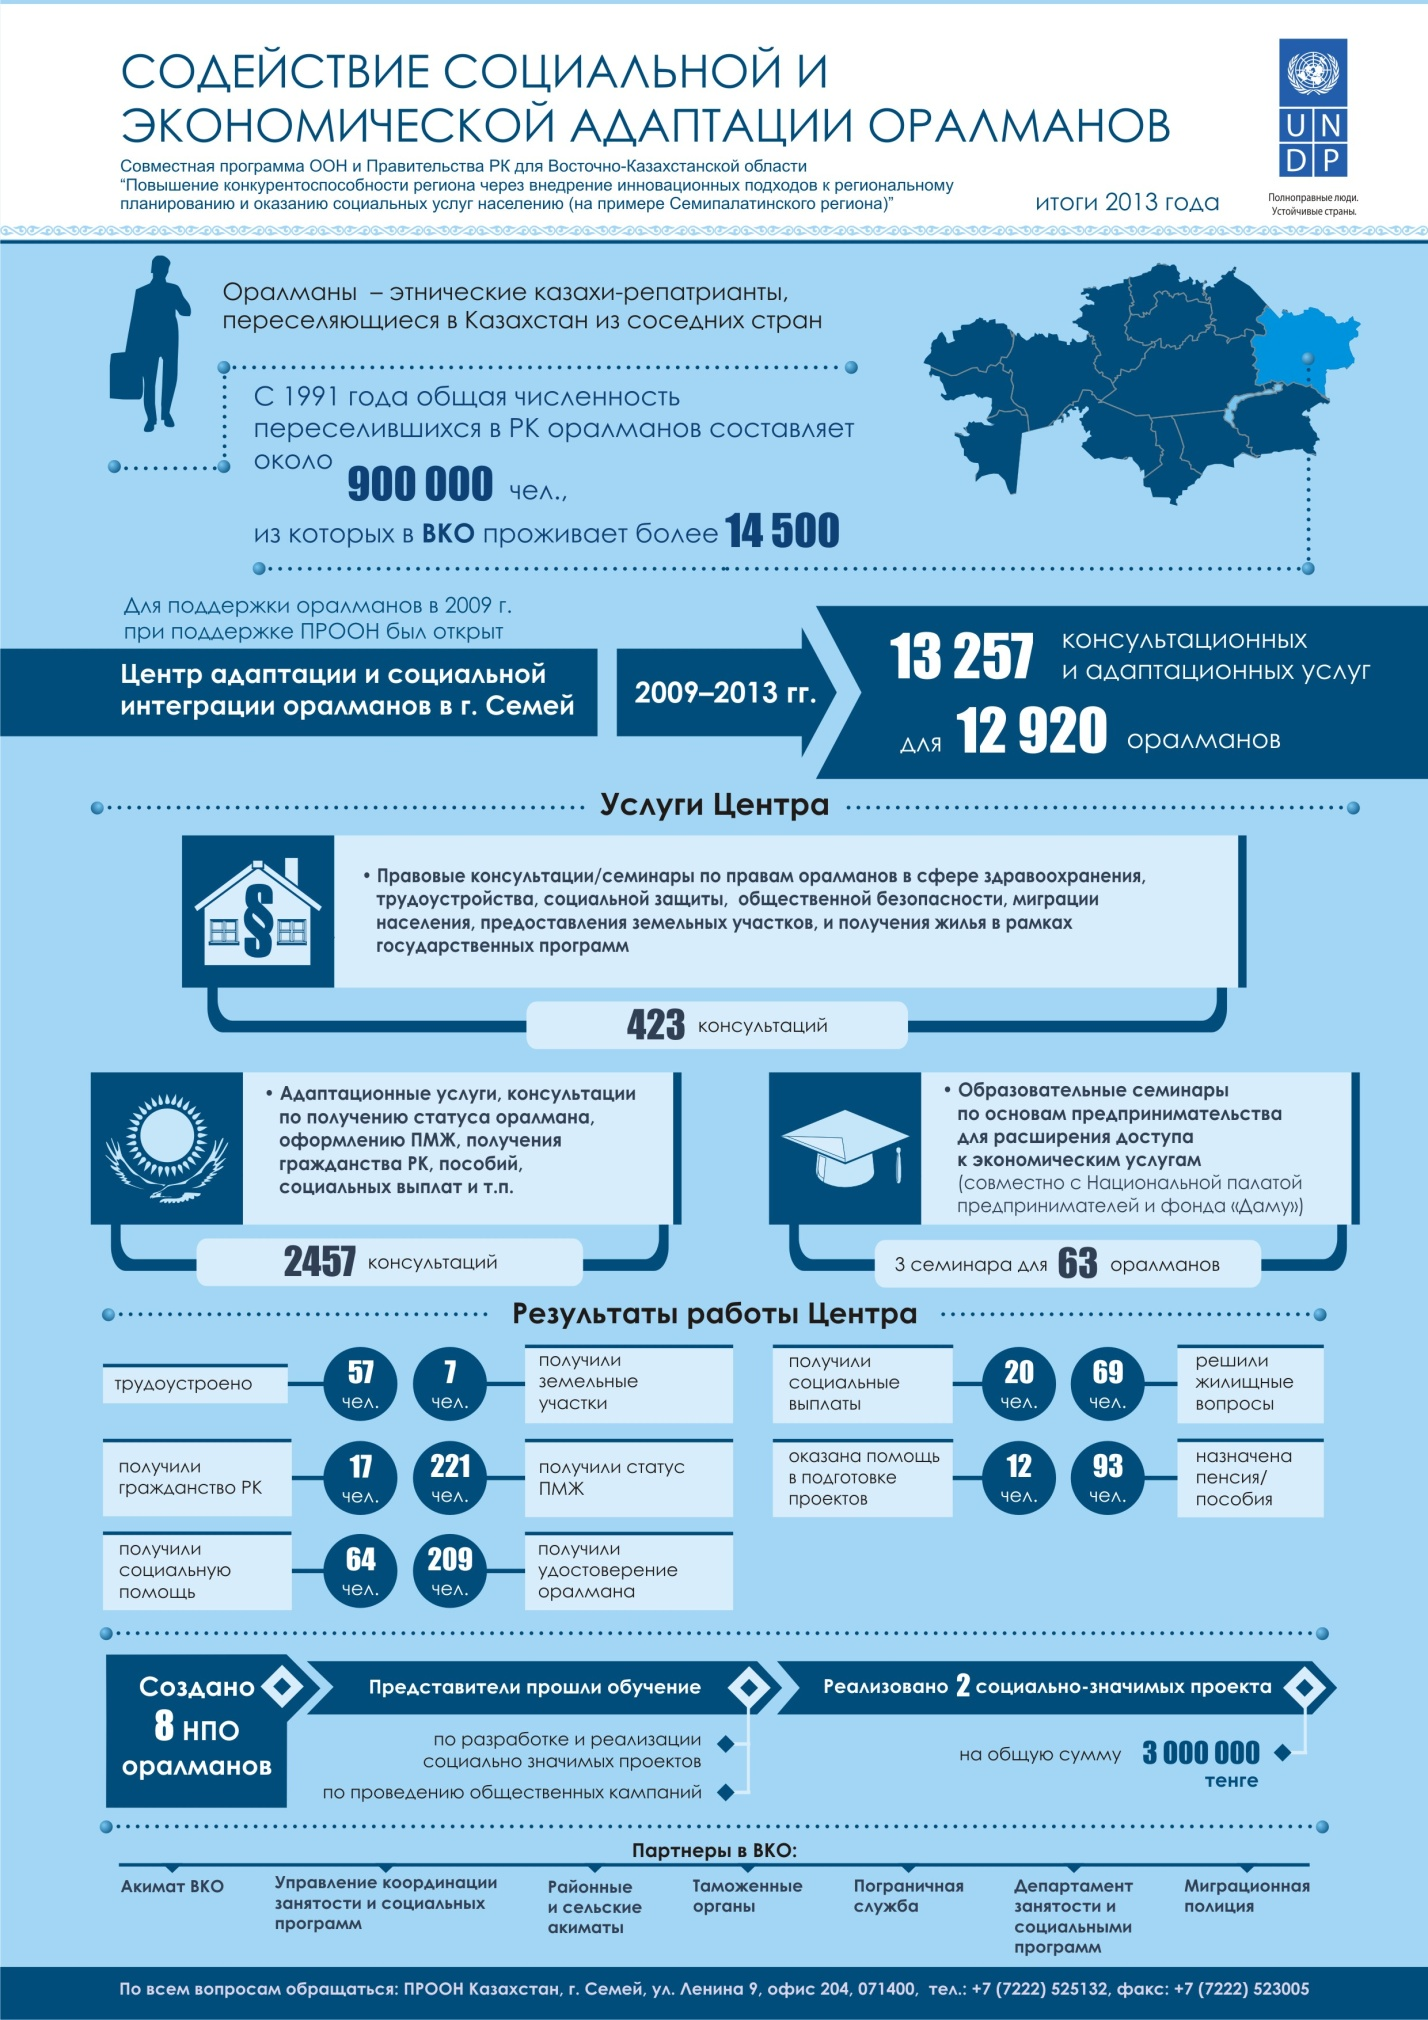 СОДЕЙСТВИЕ СОЦИАЛЬНОЙ И
ЭКОНОМИЧЕСКОЙ АДАПТАЦИИ ОРАЛМАНОВ
Совместная программа ООН и Правительства РК для Восточно-Казахстанской области
“Повышение конкурентоспособности региона через внедрение инновационных подходов к региональному
планированию и оказанию социальных услуг населению (на примере Семипалатинского региона)”
итоги 2013 года
U N
D P
Полноправные люди.
Устойчивые страны.
Оралманы – этнические казахи-репатрианты,
переселяющиеся в Казахстан из соседних стран
С 1991 года общая численность
переселившихся в РК оралманов составляет
около
900 000 чел.,
из которых в ВКО проживает более 14 500
Для поддержки оралманов в 2009 г.
при поддержке ПРООН был открыт
Центр адаптации и социальной
интеграции оралманов в г. Семей
2009–2013 гг.
13 257 консультационных
и адаптационных услуг
для 12 920 оралманов
Услуги Центра
§
• Правовые консультации/семинары по правам оралманов в сфере здравоохранения,
трудоустройства, социальной защиты, общественной безопасности, миграции
населения, предоставления земельных участков, и получения жилья в рамках
государственных программ
423 консультаций
• Адаптационные услуги, консультации
по получению статуса оралмана,
оформлению ПМЖ, получения
гражданства РК, пособий,
социальных выплат и т.п.
2457 консультаций
• Образовательные семинары
по основам предпринимательства
для расширения доступа
к экономическим услугам
(совместно с Национальной палатой
предпринимателей и фонда «Даму»)
3 семинара для 63 оралманов
Результаты работы Центра
трудоустроено
57
чел.
7
чел.
получили
земельные
участки
получили
социальные
выплаты
20
чел.
69
чел.
решили
жилищные
вопросы
получили
гражданство РК
17
чел.
221
чел.
получили статус
ПМЖ
оказана помощь
в подготовке
проектов
12
чел.
93
чел.
назначена
пенсия/
пособия
получили
социальную
помощь
64
чел.
209
чел.
получили
удостоверение
оралмана
Создано
8 НПО
оралманов
Представители прошли обучение
по разработке и реализации
социально значимых проектов
по проведению общественных кампаний
Реализовано 2 социально-значимых проекта
на общую сумму 3 000 000
тенге
Партнеры в ВКО:
Акимат ВКО
Управление координации
занятости и социальных
программ
Районные
и сельские
акиматы
Таможенные
органы
Пограничная
служба
Департамент
занятости и
социальными
программ
Миграционная
полиция
По всем вопросам обращаться: ПРООН Казахстан, г. Семей, ул. Ленина 9, офис 204, 071400, тел.: +7 (7222) 525132, факс: +7 (7222) 523005